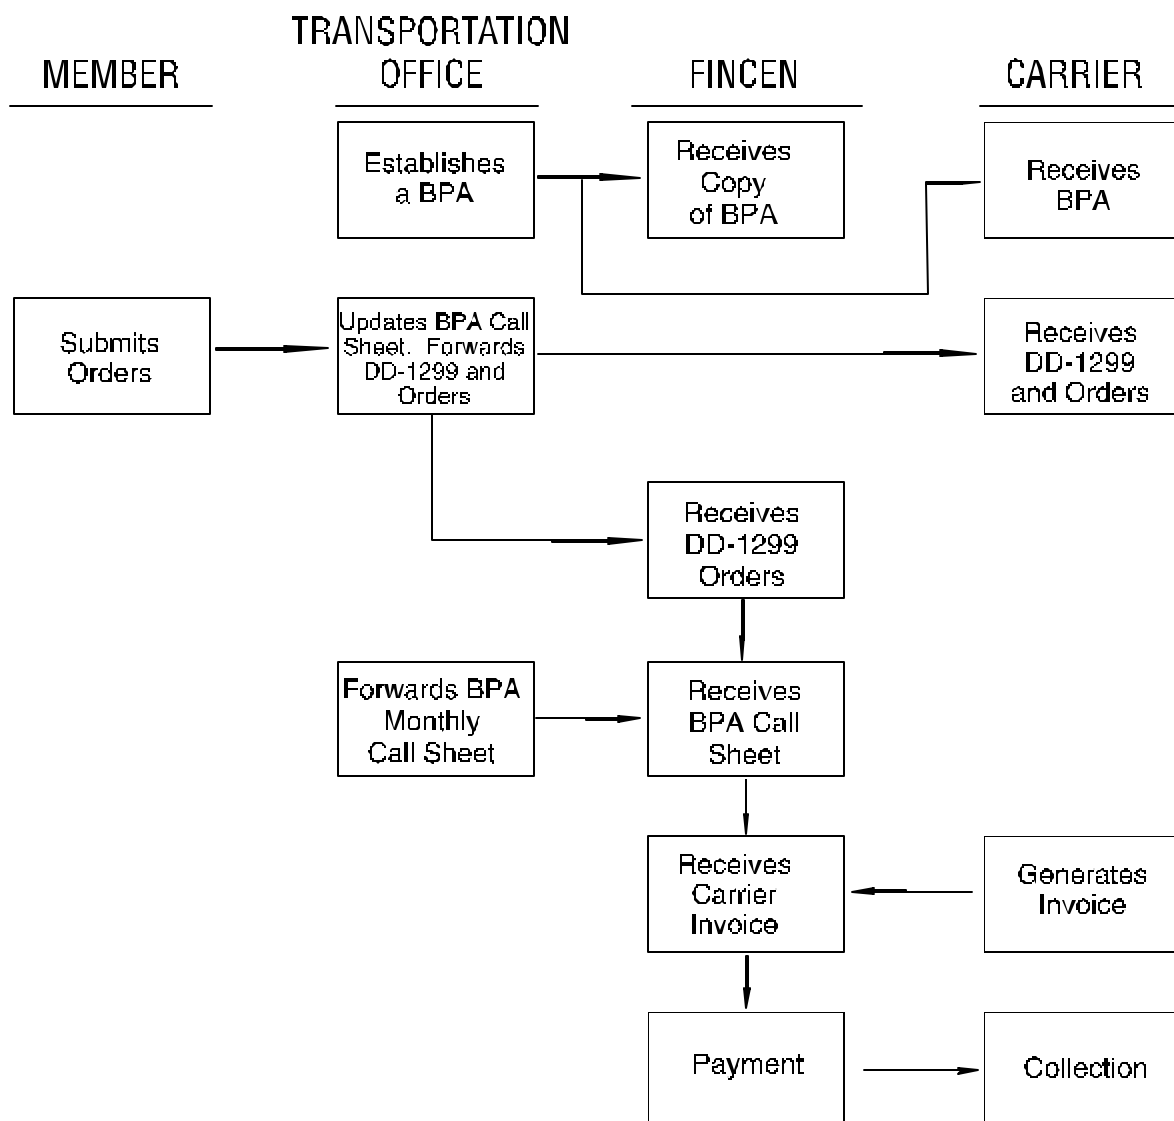 TRANSPORTATION
MEMBER
OFFICE
FINCEN
CARRIER
Establishes
a BPA
Receives
Copy
of BPA
Receives
BPA
Submits
Orders
Updates BPA Call
Sheet. Forwards
DD-1299 and
Orders
Receives
DD-1299
and Orders
Receives
DD-1299
Orders
Forwards BPA
Monthly
Call Sheet
Receives
BPA Call
Sheet
Receives
Carrier
Invoice
Generates
Invoice
Payment
Collection